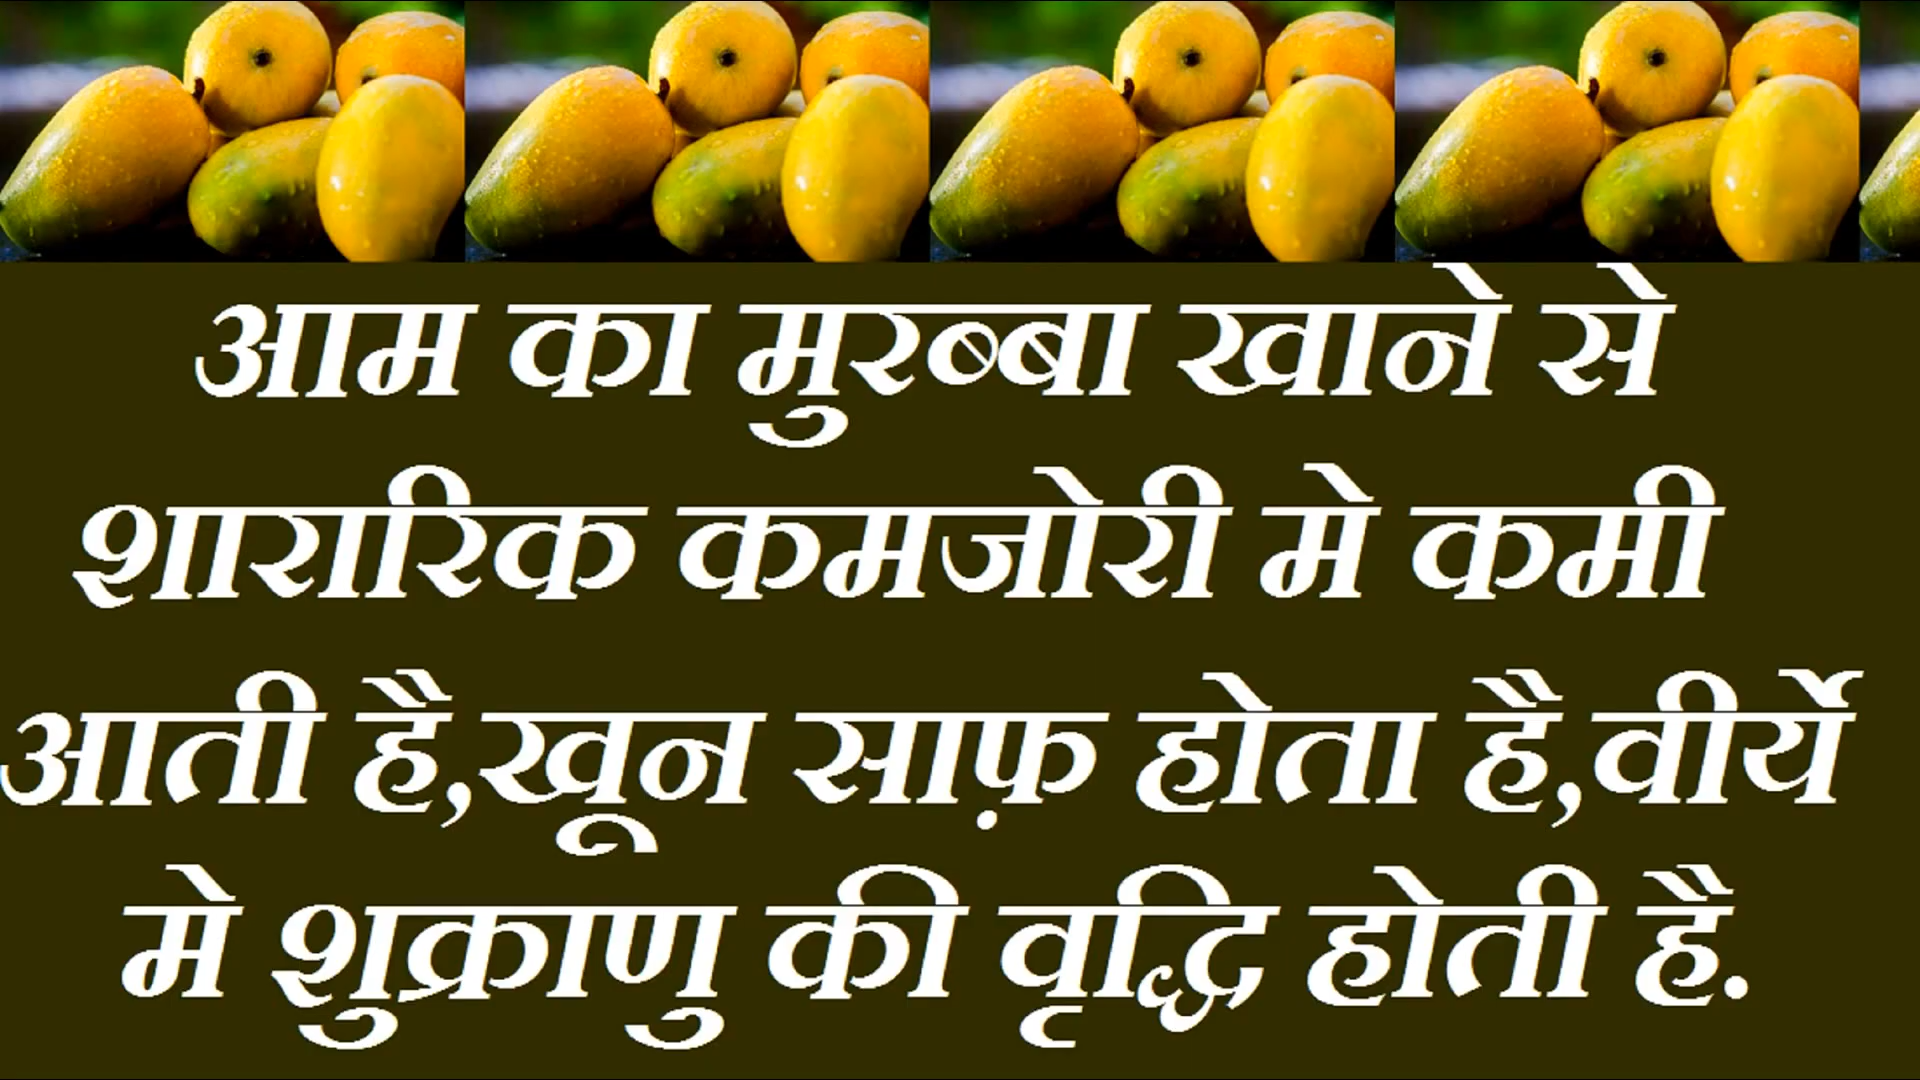 आम का मुरब्बा खाने से
शारारिक कमजोरी मे कमी
आती है,खून साफ़ होता है,वीर्ये
मे शुक्राणु की वृद्धि होती है.